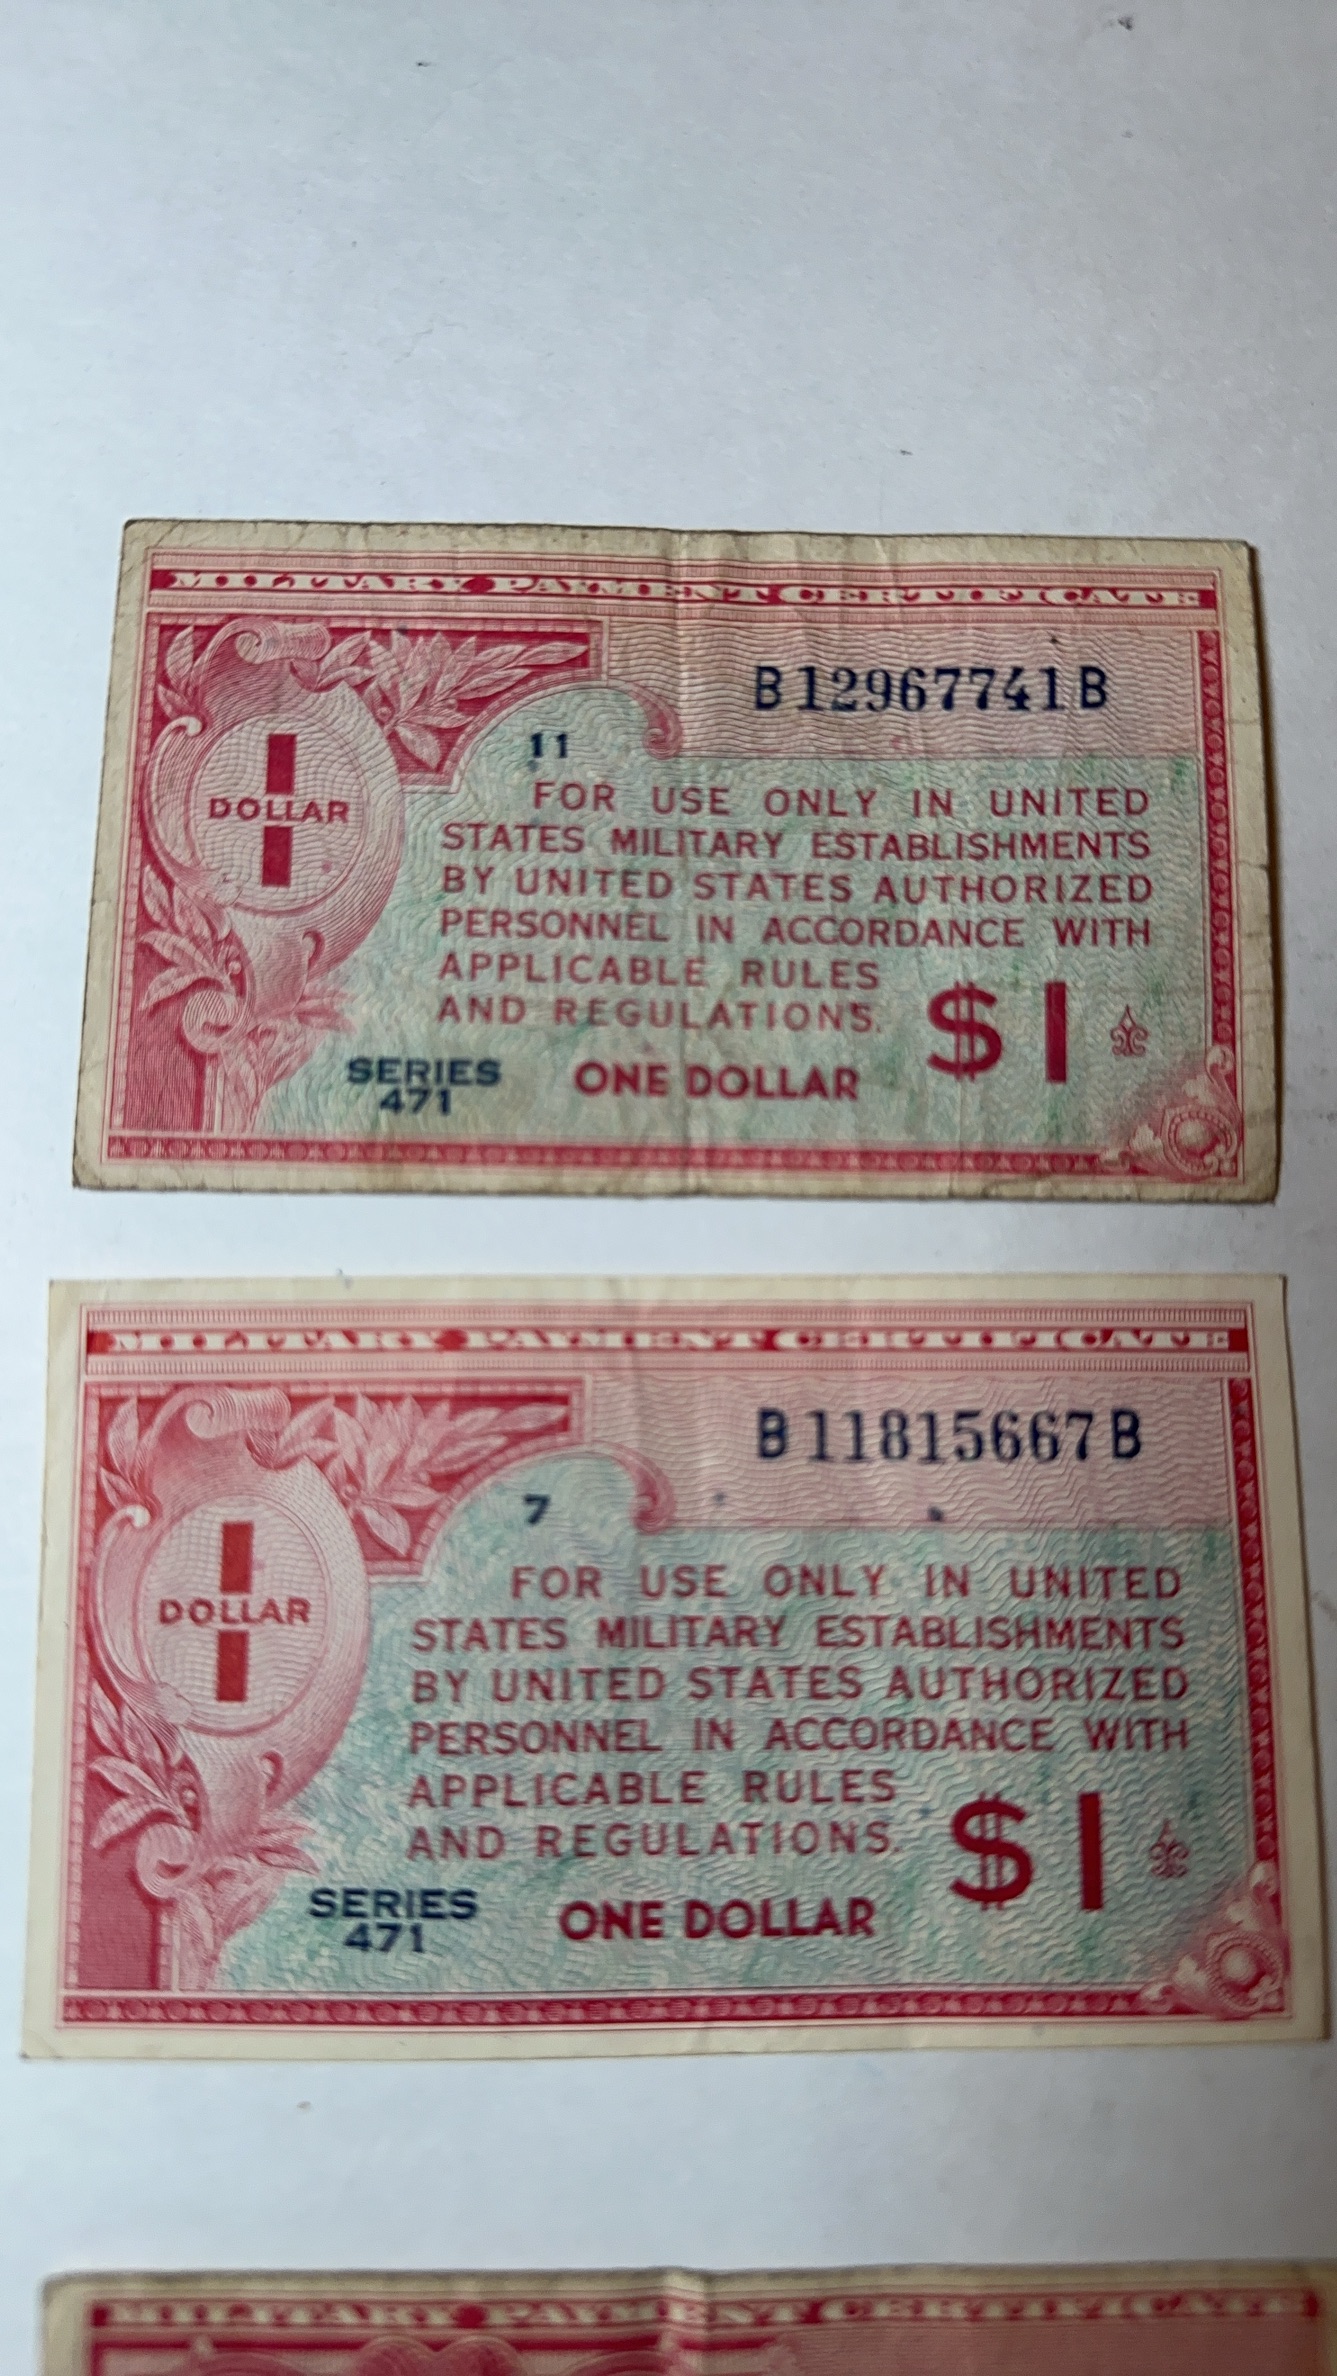 MILITARY PAYMENT CERTIFICATE
B12967741B
11
DOLLAR
FOR USE ONLY IN UNITED
STATES MILITARY ESTABLISHMENTS
BY UNITED STATES AUTHORIZED
PERSONNEL IN ACCORDANCE WITH
APPLICABLE RULES
AND REGULATIONS.
$1
SERIES
471
ONE DOLLAR
MILITARY PAYMENT CERTIFICATE
B11815667B
7
DOLLAR
FOR USE ONLY IN UNITED
STATES MILITARY ESTABLISHMENTS
BY UNITED STATES AUTHORIZED
PERSONNEL IN ACCORDANCE WITH
APPLICABLE RULES
AND REGULATIONS.
$1
SERIES
471
ONE DOLLAR
MILITARY PAYMENT CERTIFICATE